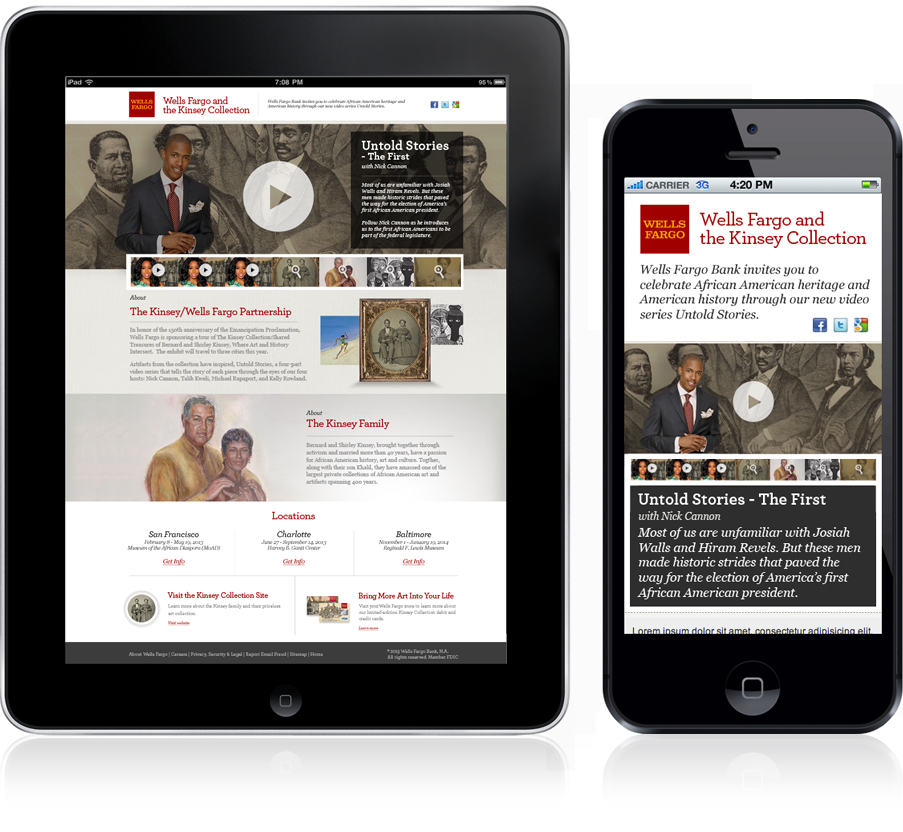 iPad
7:08 PM
95%
WELLS
FARGO
Wells Fargo and
the Kinsey Collection
Wells Fargo Bank invites you to celebrate African American heritage and
American history through our new video series Untold Stories.
Untold Stories
- The First
with Nick Cannon
Most of us are unfamiliar with Josiah
Walls and Hiram Revels. But these
men made historic strides that paved
the way for the election of America's
first African American president.
Follow Nick Cannon as he introduces
us to the first African Americans to be
part of the federal legislature.
About
The Kinsey/Wells Fargo Partnership
In honor of the 150th anniversary of the Emancipation Proclamation,
Wells Fargo is sponsoring a tour of The Kinsey Collection:Shared
Treasures of Bernard and Shirley Kinsey, Where Art and History
Intersect. The exhibit will travel to three cities this year.
Artifacts from the collection have inspired, Untold Stories, a four-part
video series that tells the story of each piece through the eyes of our four
hosts: Nick Cannon, Talib Kweli, Michael Rapaport, and Kelly Rowland.
About
The Kinsey Family
Bernard and Shirley Kinsey, brought together through
activism and married more than 40 years, have a passion
for African American history, art and culture. Together,
along with their son Khalil, they have amassed one of the
largest private collections of African American art and
artifacts spanning 400 years.
Locations
San Francisco
February 8 - May 19, 2013
Museum of the African Diaspora (MoAD)
Get Info
Charlotte
June 27 - September 14, 2013
Harvey B. Gantt Center
Get Info
Baltimore
November 1 - January 19, 2014
Reginald F. Lewis Museum
Get Info
Visit the Kinsey Collection Site
Learn more about the Kinsey family and their priceless
art collection.
Visit website
Bring More Art Into Your Life
Visit your Wells Fargo store to learn more about
our limited-edition Kinsey Collection debit and
credit cards.
Learn more
About Wells Fargo | Careers | Privacy, Security & Legal | Report Email Fraud | Sitemap | Home
© 2013 Wells Fargo Bank, N.A.
All rights reserved. Member FDIC
CARRIER 3G
4:20 PM
WELLS
FARGO
Wells Fargo and
the Kinsey Collection
Wells Fargo Bank invites you to
celebrate African American heritage and
American history through our new video
series Untold Stories.
Untold Stories - The First
with Nick Cannon
Most of us are unfamiliar with Josiah
Walls and Hiram Revels. But these men
made historic strides that paved the
way for the election of America's first
African American president.
Lorem ipsum dolor sit amet, consectetur adipisicing elit,